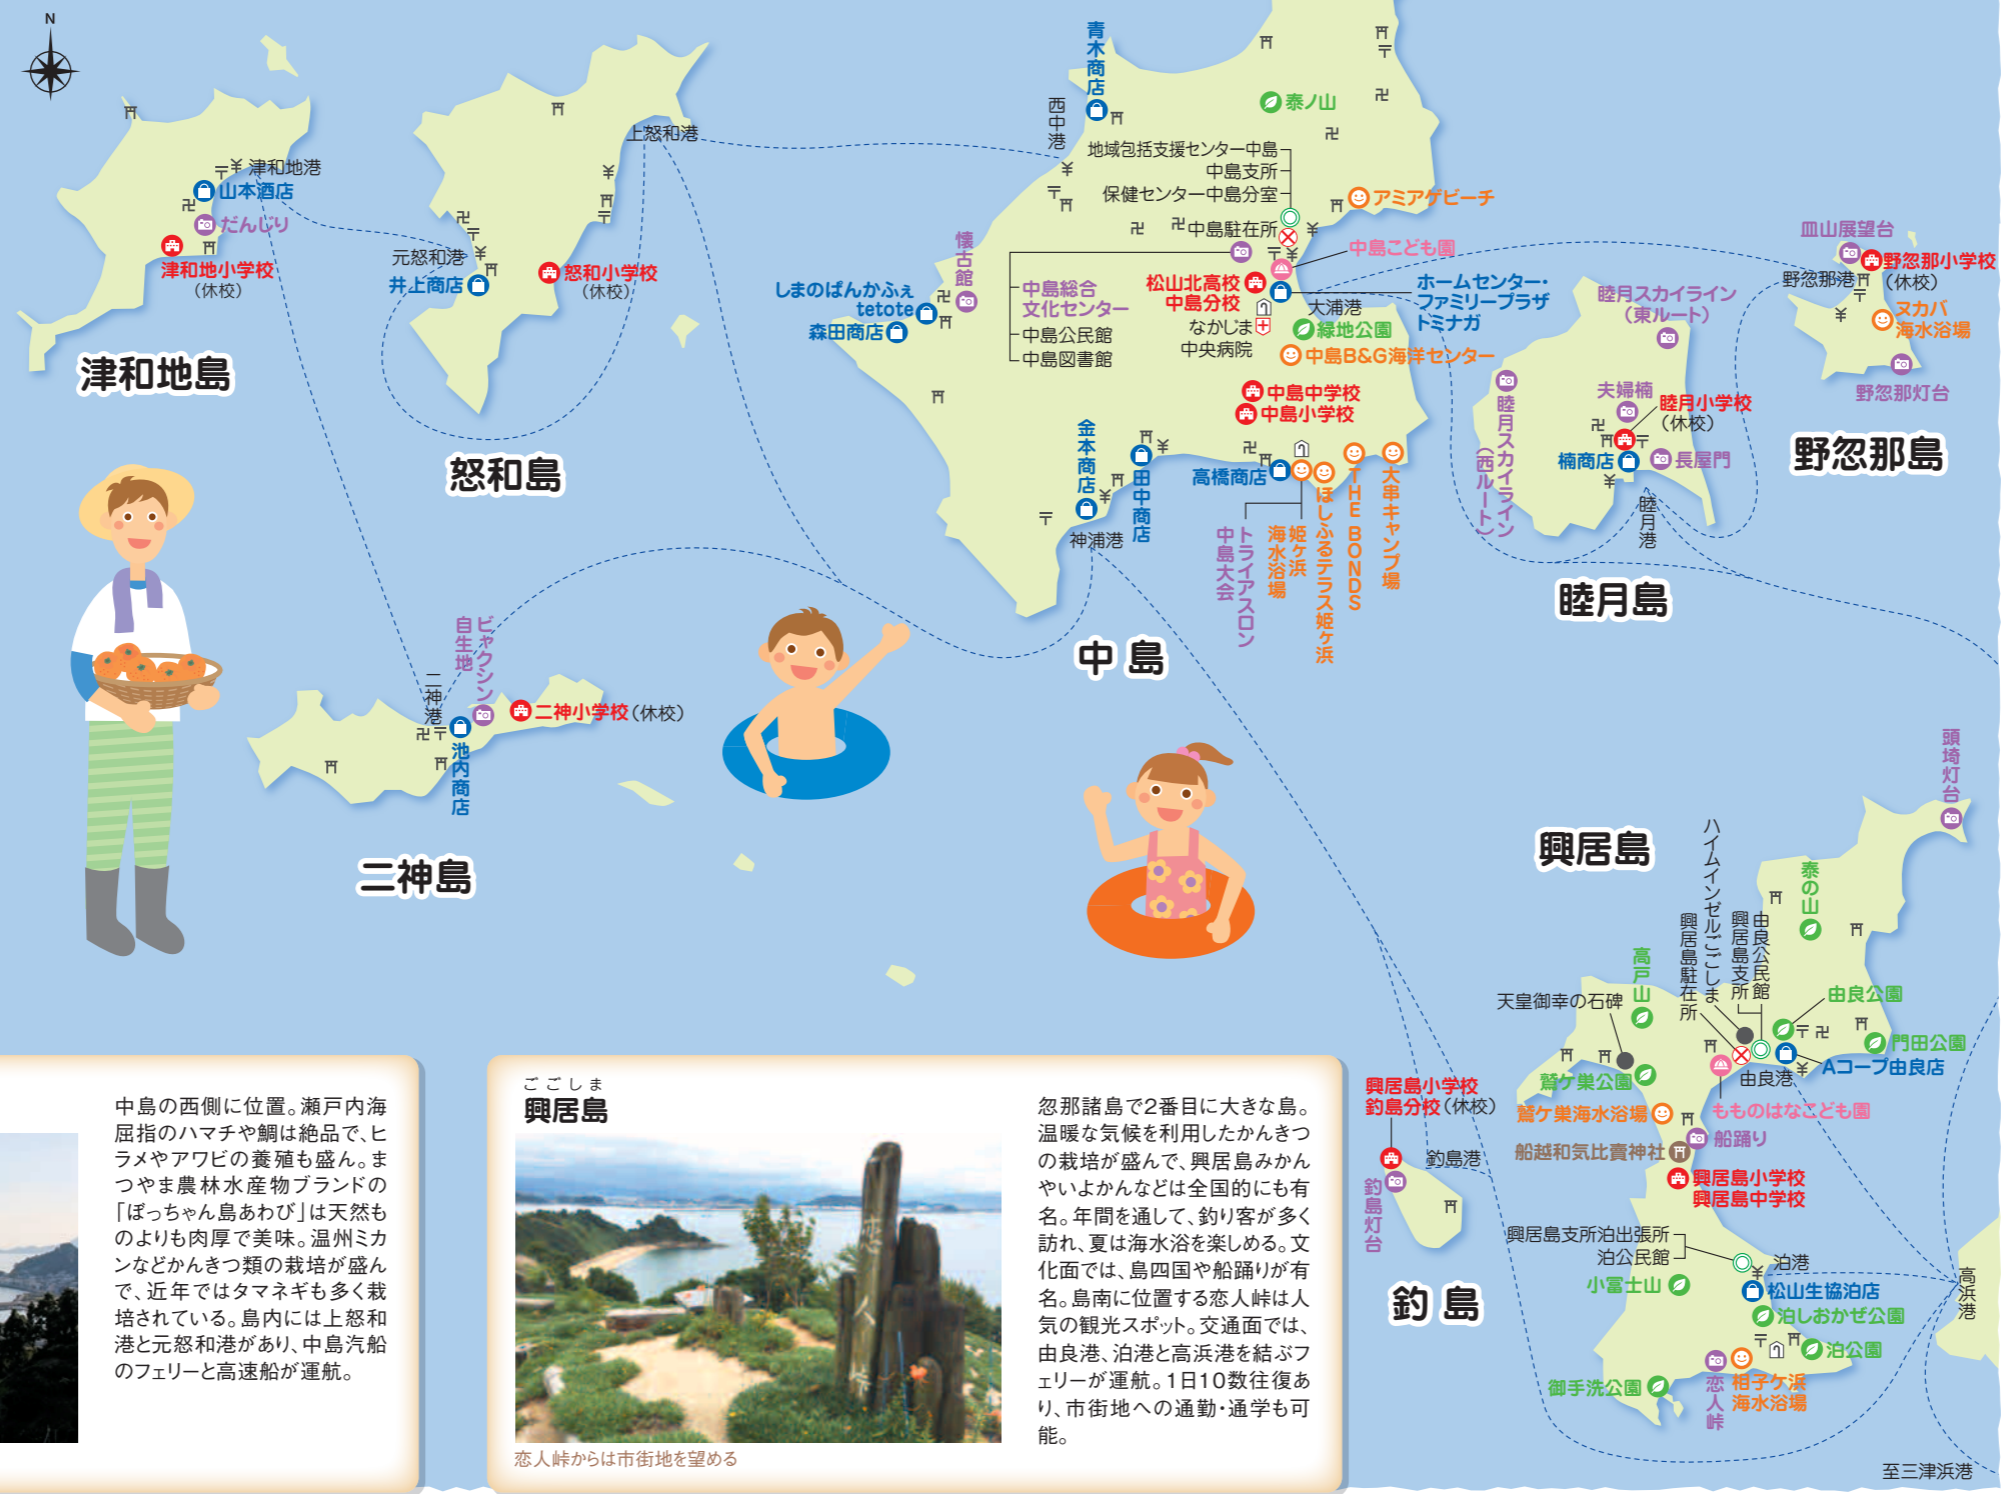 N
青木商店
西中港
泰ノ山
地域包括支援センター中島
中島支所
保健センター中島分室
中島駐在所
アミアゲビーチ
中島こども園
懐古館
中島総合
文化センター
中島公民館
中島図書館
松山北高校
中島分校
ホームセンター・
ファミリープラザ
トミナガ
大浦港
なかじま
中央病院
緑地公園
中島B&G海洋センター
しまのぱんかふぇ
tetote
森田商店
中島中学校
中島小学校
金本商店
田中商店
神浦港
高橋商店
トライアスロン
中島大会
姫ヶ浜
海水浴場
ほしふるテラス姫ヶ浜
THE BONDS
大串キャンプ場
中島
津和地港
山本酒店
だんじり
津和地小学校
(休校)
津和地島
上怒和港
元怒和港
井上商店
怒和小学校
(休校)
怒和島
皿山展望台
野忽那小学校
(休校)
野忽那港
ヌカバ
海水浴場
野忽那灯台
野忽那島
睦月スカイライン
(東ルート)
睦月スカイライン
(西ルート)
夫婦楠
睦月小学校
(休校)
楠商店
長屋門
睦月港
睦月島
ビャクシン
自生地
二神港
二神小学校(休校)
池内商店
二神島
興居島
頭埼灯台
泰の山
ハイムインゼルごごしま
由良公民館
興居島支所
興居島駐在所
高戸山
天皇御幸の石碑
由良公園
門田公園
Aコープ由良店
由良港
鷲ケ巣公園
鷲ケ巣海水浴場
もものはなこども園
船踊り
船越和気比賣神社
興居島小学校
興居島中学校
興居島支所泊出張所
泊公民館
泊港
小富士山
松山生協泊店
泊しおかぜ公園
泊公園
御手洗公園
恋人峠
相子ケ浜
海水浴場
高浜港
至三津浜港
興居島小学校
釣島分校(休校)
釣島港
釣島灯台
釣島
中島の西側に位置。瀬戸内海
屈指のハマチや鯛は絶品で、ヒ
ラメやアワビの養殖も盛ん。ま
つやま農林水産物ブランドの
「ぼっちゃん島あわび」は天然も
のよりも肉厚で美味。温州ミカ
ンなどかんきつ類の栽培が盛ん
で、近年ではタマネギも多く栽
培されている。島内には上怒和
港と元怒和港があり、中島汽船
のフェリーと高速船が運航。
ごごしま
興居島
恋人峠
恋人峠からは市街地を望める
忽那諸島で2番目に大きな島。
温暖な気候を利用したかんきつ
の栽培が盛んで、興居島みかん
やいよかんなどは全国的にも有
名。年間を通して、釣り客が多く
訪れ、夏は海水浴を楽しめる。文
化面では、島四国や船踊りが有
名。島南に位置する恋人峠は人
気の観光スポット。交通面では、
由良港、泊港と高浜港を結ぶフ
ェリーが運航。1日10数往復あ
り、市街地への通勤・通学も可
能。